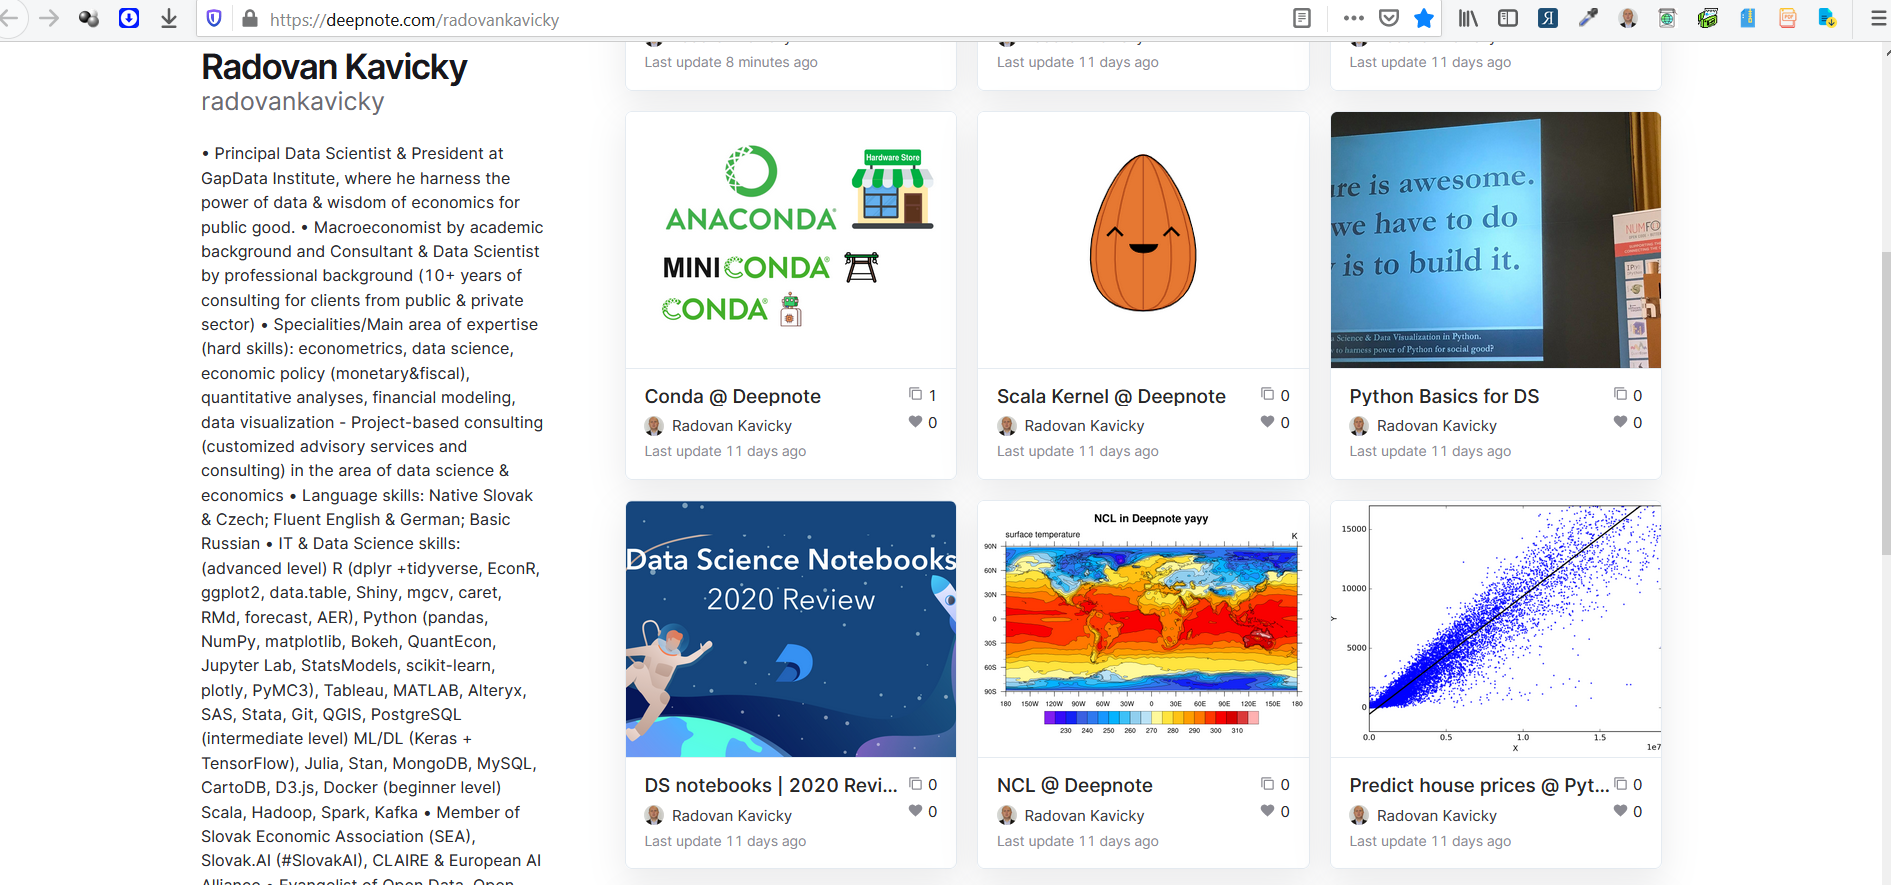 https://deepnote.com/radovankavicky
Radovan Kavicky
radovankavicky
• Principal Data Scientist & President at
GapData Institute, where he harness the
power of data & wisdom of economics for
public good. • Macroeconomist by academic
background and Consultant & Data Scientist
by professional background (10+ years of
consulting for clients from public & private
sector) • Specialities/Main area of expertise
(hard skills): econometrics, data science,
economic policy (monetary&fiscal),
quantitative analyses, financial modeling,
data visualization - Project-based consulting
(customized advisory services and
consulting) in the area of data science &
economics • Language skills: Native Slovak
& Czech; Fluent English & German; Basic
Russian • IT & Data Science skills:
(advanced level) R (dplyr +tidyverse, EconR,
ggplot2, data.table, Shiny, mgcv, caret,
RMd, forecast, AER), Python (pandas,
NumPy, matplotlib, Bokeh, QuantEcon,
Jupyter Lab, StatsModels, scikit-learn,
plotly, PyMC3), Tableau, MATLAB, Alteryx,
SAS, Stata, Git, QGIS, PostgreSQL
(intermediate level) ML/DL (Keras +
TensorFlow), Julia, Stan, MongoDB, MySQL,
CartoDB, D3.js, Docker (beginner level)
Scala, Hadoop, Spark, Kafka • Member of
Slovak Economic Association (SEA),
Slovak.AI (#SlovakAI), CLAIRE & European AI
Alliance • Evangelist of Open Data, Open
Last update 8 minutes ago
Last update 11 days ago
Last update 11 days ago
Hardware Store
ANACONDA®
MINICONDA®
CONDA®
Conda @ Deepnote
1
Radovan Kavicky
0
Last update 11 days ago
Scala Kernel @ Deepnote
0
Radovan Kavicky
0
Last update 11 days ago
re is awesome.
we have to do
is to build it.
a Science & Data Visualization in Python.
to harness power of Python for social good?
NUMFO
Python Basics for DS
0
Radovan Kavicky
0
Last update 11 days ago
Data Science Notebooks
2020 Review
DS notebooks | 2020 Revi...
0
Radovan Kavicky
0
Last update 11 days ago
NCL in Deepnote yayy
surface temperature K
90N
60N
30N
0
30S
60S
90S
180 150W 120W 90W 60W 30W 0 30E 60E 90E 120E 150E 180
230 240 250 260 270 280 290 300 310
NCL @ Deepnote
0
Radovan Kavicky
0
Last update 11 days ago
15000
10000
Y
5000
0
0.0 0.5 1.0 1.5
X
1e7
Predict house prices @ Pyt...
0
Radovan Kavicky
0
Last update 11 days ago